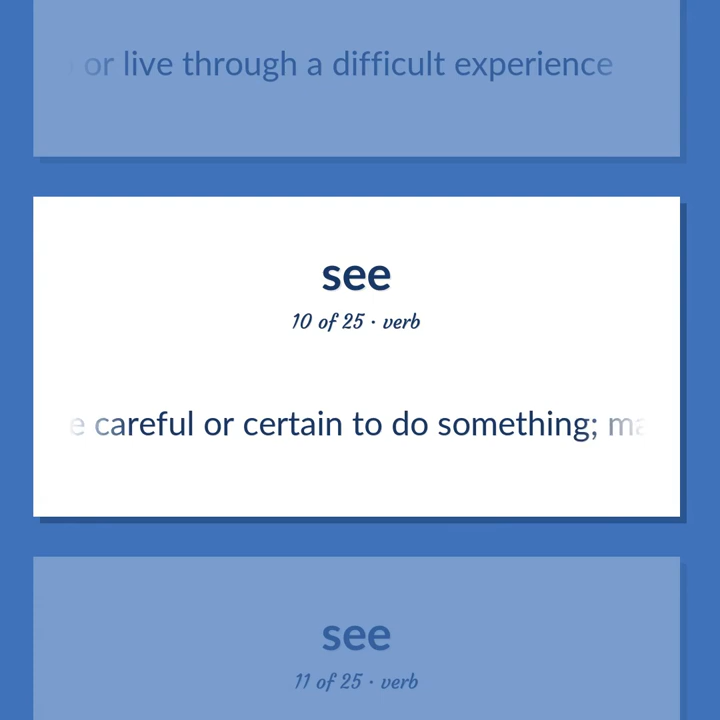 or live through a difficult experience
see
10 of 25 · verb
careful or certain to do something;
see
11 of 25 · verb